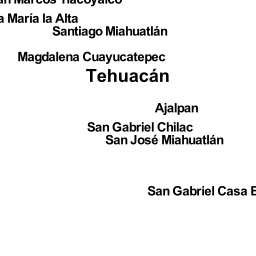 Marcos Tlacoyalco
María la Alta
Santiago Miahuatlán
Magdalena Cuayucatepec
Tehuacán
Ajalpan
San Gabriel Chilac
San José Miahuatlán
San Gabriel Casa